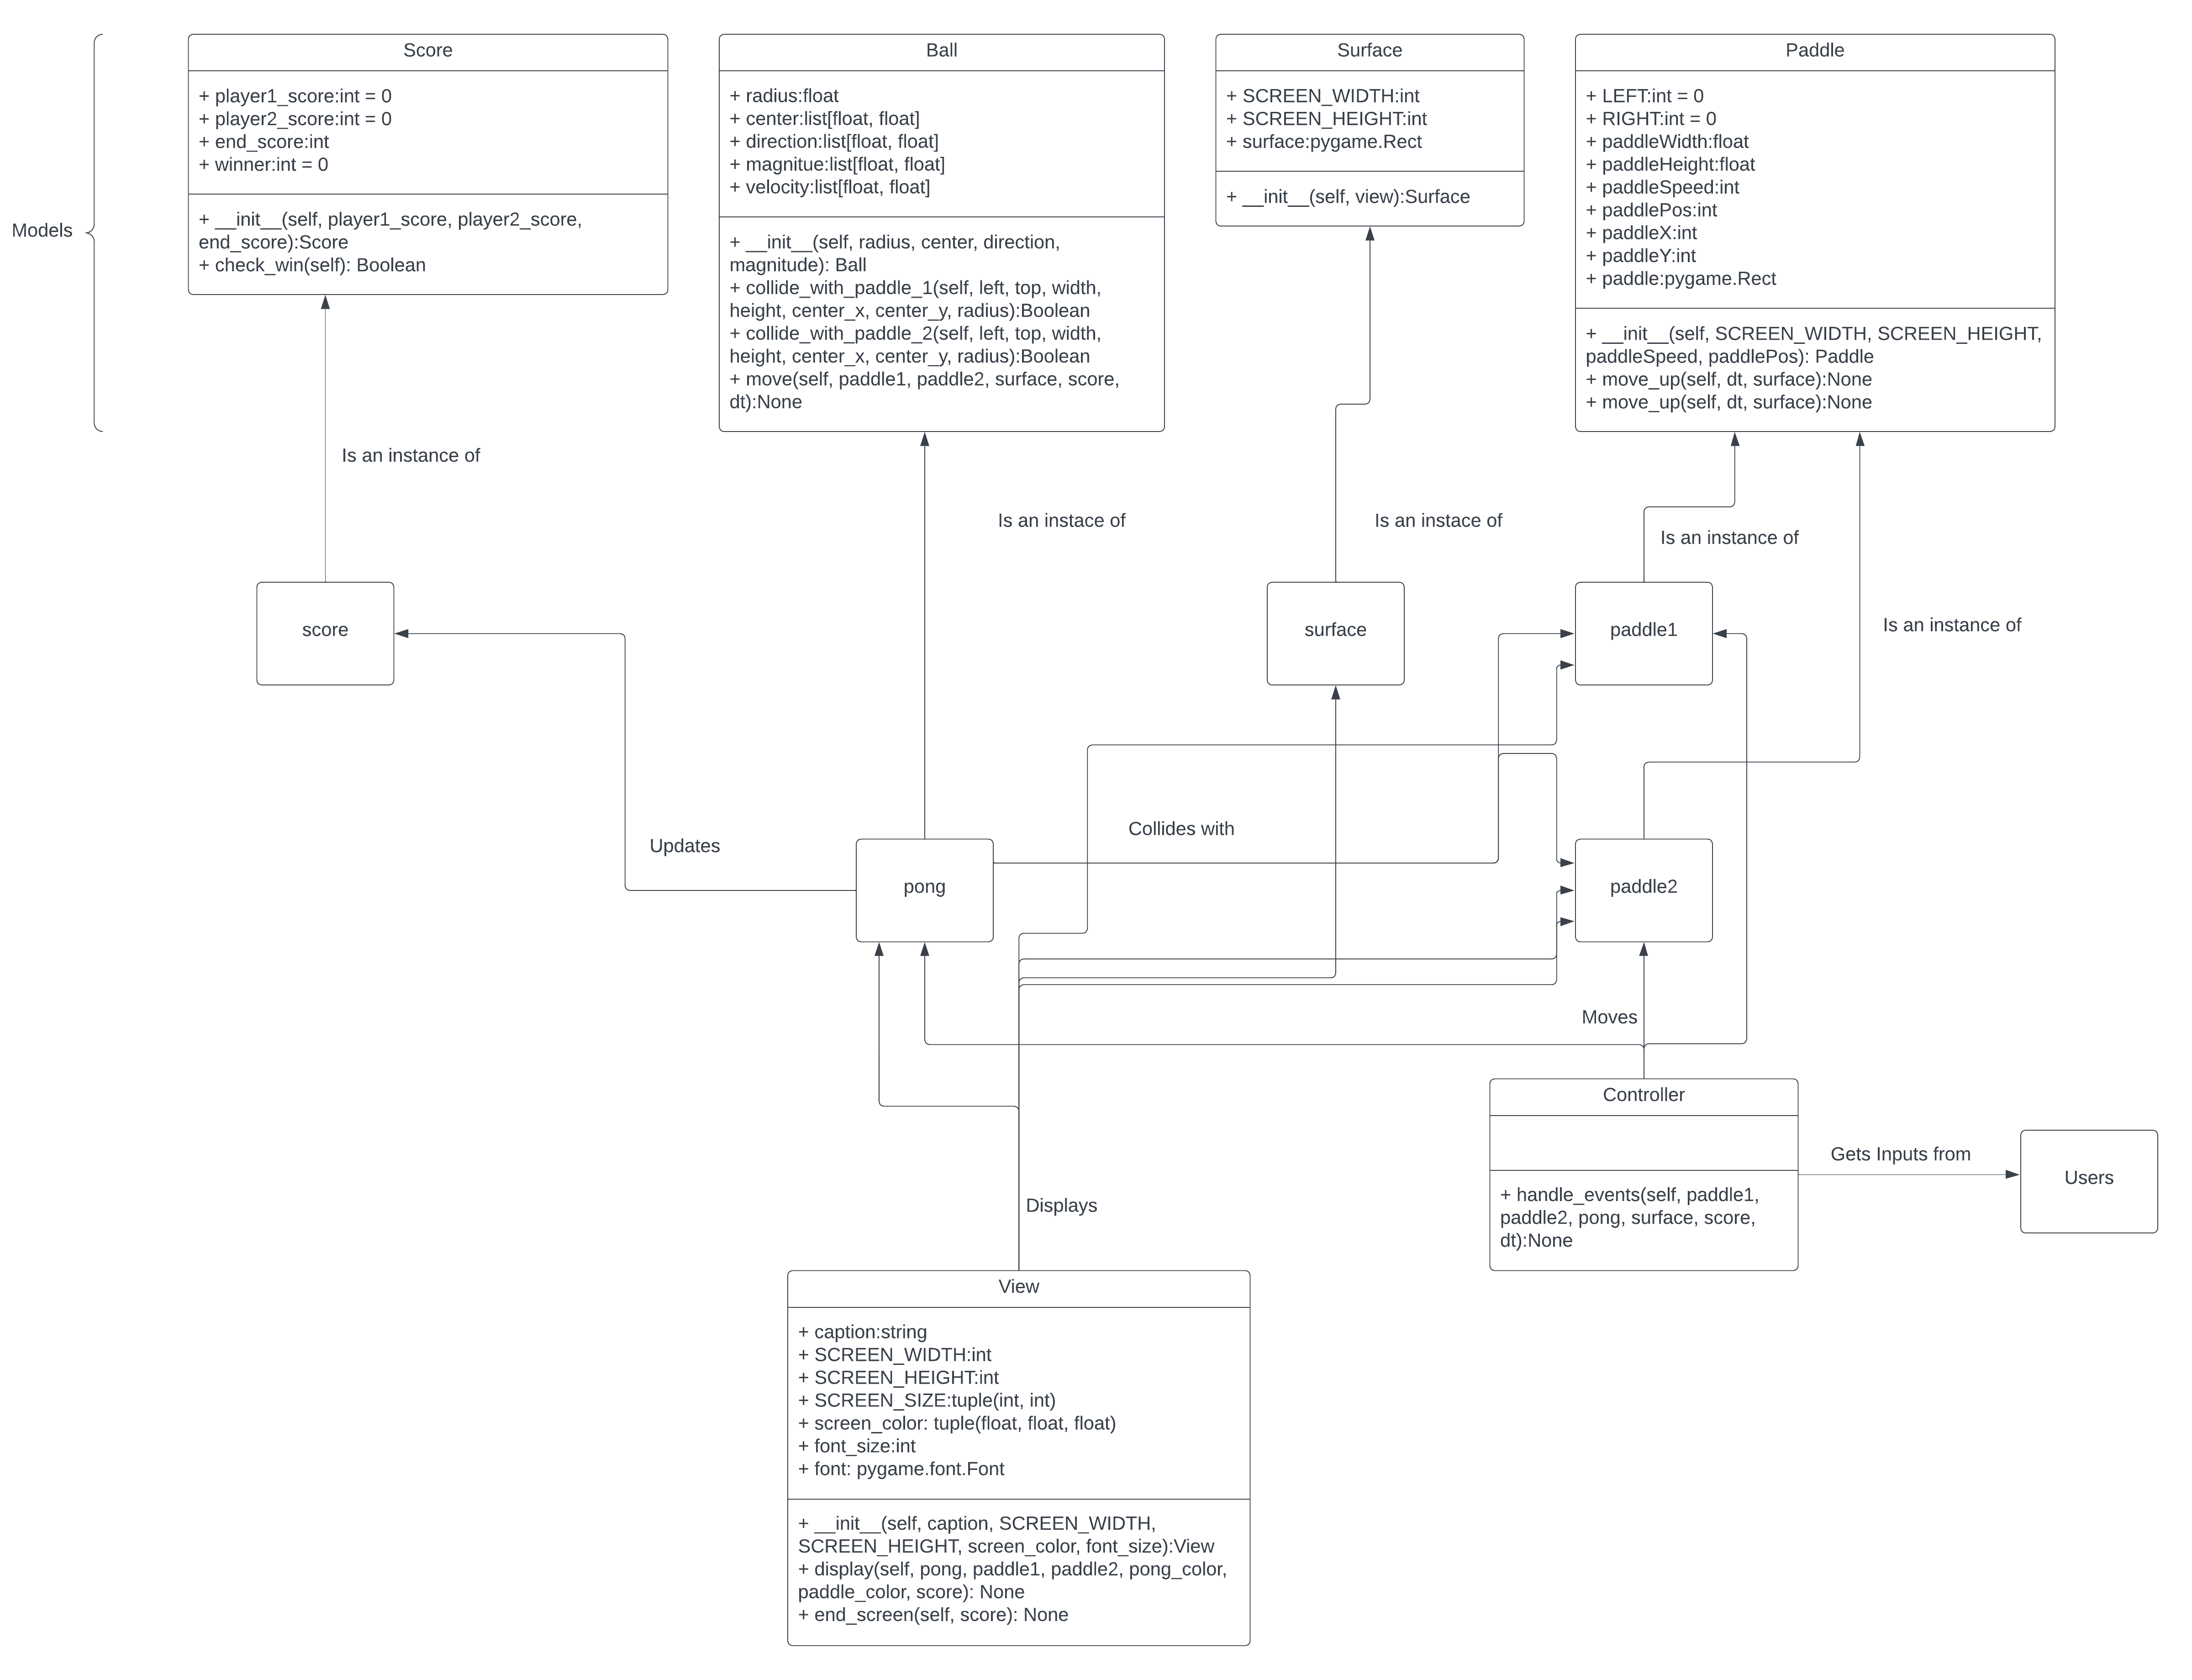 Models
Score
+ player1_score:int = 0
+ player2_score:int = 0
+ end_score:int
+ winner:int = 0
+ __init__(self, player1_score, player2_score,
end_score):Score
+ check_win(self): Boolean
Ball
+ radius:float
+ center:list[float, float]
+ direction:list[float, float]
+ magnitue:list[float, float]
+ velocity:list[float, float]
+ __init__(self, radius, center, direction,
magnitude): Ball
+ collide_with_paddle_1(self, left, top, width,
height, center_x, center_y, radius):Boolean
+ collide_with_paddle_2(self, left, top, width,
height, center_x, center_y, radius):Boolean
+ move(self, paddle1, paddle2, surface, score,
dt):None
Surface
+ SCREEN_WIDTH:int
+ SCREEN_HEIGHT:int
+ surface:pygame.Rect
+ __init__(self, view):Surface
Paddle
+ LEFT:int = 0
+ RIGHT:int = 0
+ paddleWidth:float
+ paddleHeight:float
+ paddleSpeed:int
+ paddlePos:int
+ paddleX:int
+ paddleY:int
+ paddle:pygame.Rect
+ __init__(self, SCREEN_WIDTH, SCREEN_HEIGHT,
paddleSpeed, paddlePos): Paddle
+ move_up(self, dt, surface):None
+ move_up(self, dt, surface):None
Is an instance of
Is an instace of
Is an instace of
Is an instance of
Is an instance of
score
surface
paddle1
Updates
Collides with
pong
paddle2
Moves
Displays
Controller
+ handle_events(self, paddle1,
paddle2, pong, surface, score,
dt):None
Gets Inputs from
Users
View
+ caption:string
+ SCREEN_WIDTH:int
+ SCREEN_HEIGHT:int
+ SCREEN_SIZE:tuple(int, int)
+ screen_color: tuple(float, float, float)
+ font_size:int
+ font: pygame.font.Font
+ __init__(self, caption, SCREEN_WIDTH,
SCREEN_HEIGHT, screen_color, font_size):View
+ display(self, pong, paddle1, paddle2, pong_color,
paddle_color, score): None
+ end_screen(self, score): None